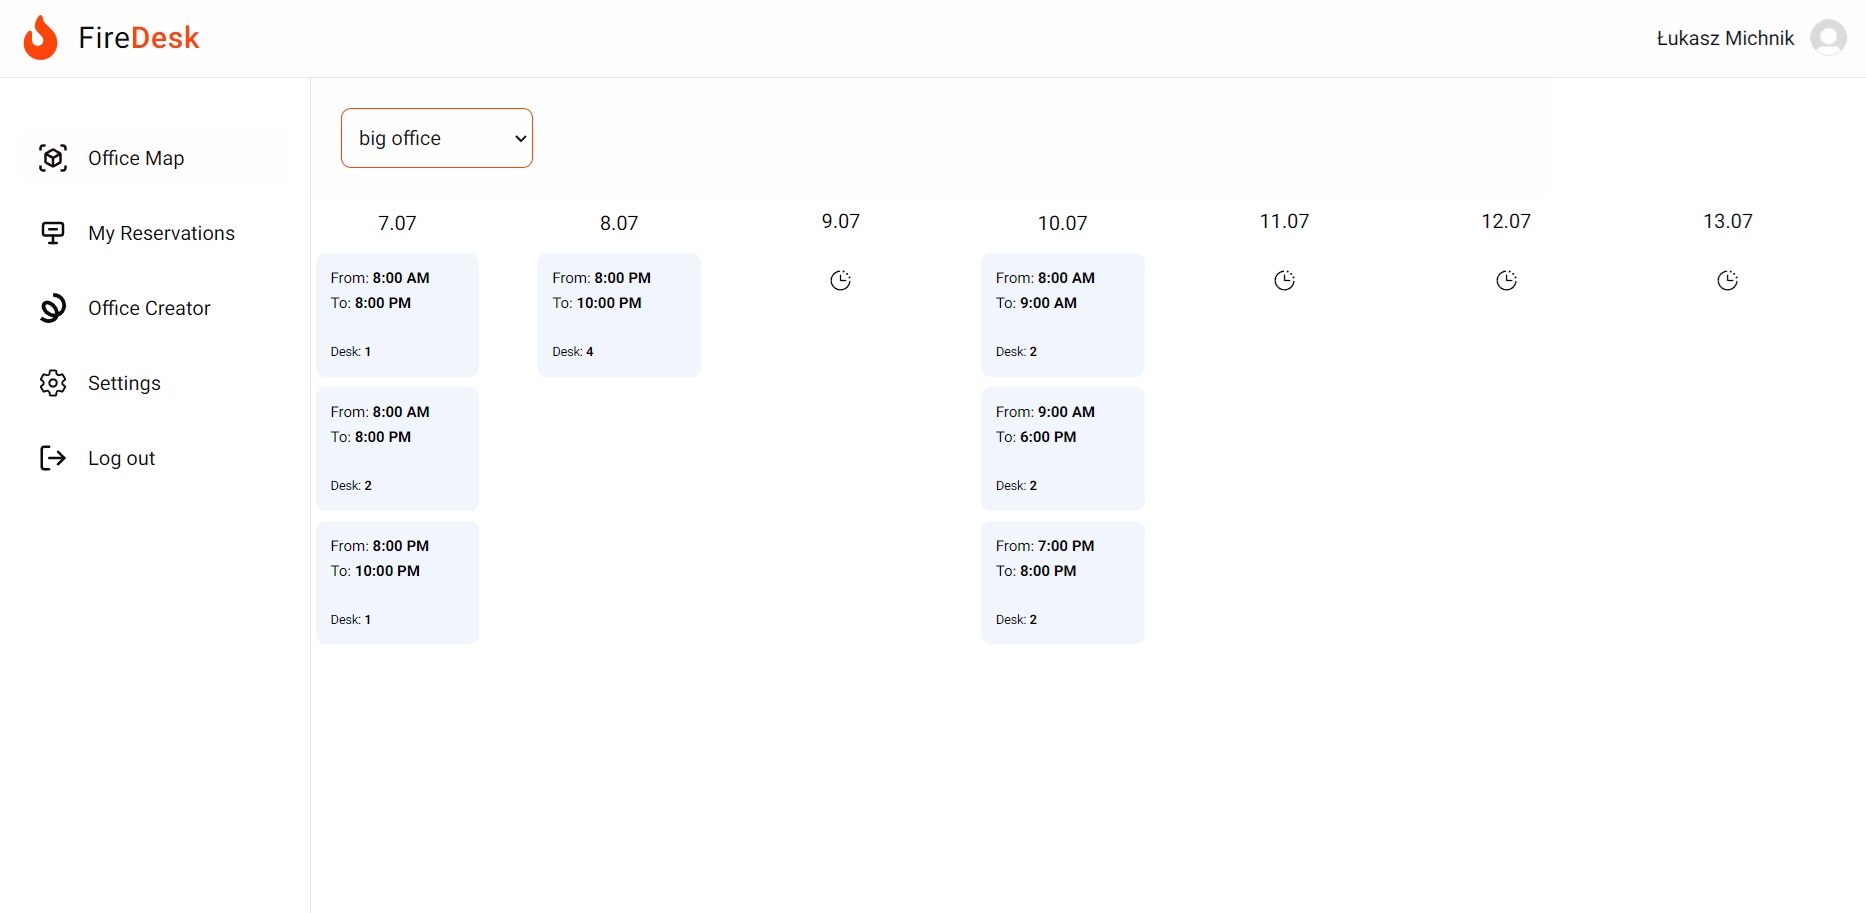 FireDesk
Łukasz Michnik
Office Map
My Reservations
Office Creator
Settings
Log out
big office
7.07
From: 8:00 AM
To: 8:00 PM
Desk: 1
From: 8:00 AM
To: 8:00 PM
Desk: 2
From: 8:00 PM
To: 10:00 PM
Desk: 1
8.07
From: 8:00 PM
To: 10:00 PM
Desk: 4
9.07
10.07
From: 8:00 AM
To: 9:00 AM
Desk: 2
From: 9:00 AM
To: 6:00 PM
Desk: 2
From: 7:00 PM
To: 8:00 PM
Desk: 2
11.07
12.07
13.07